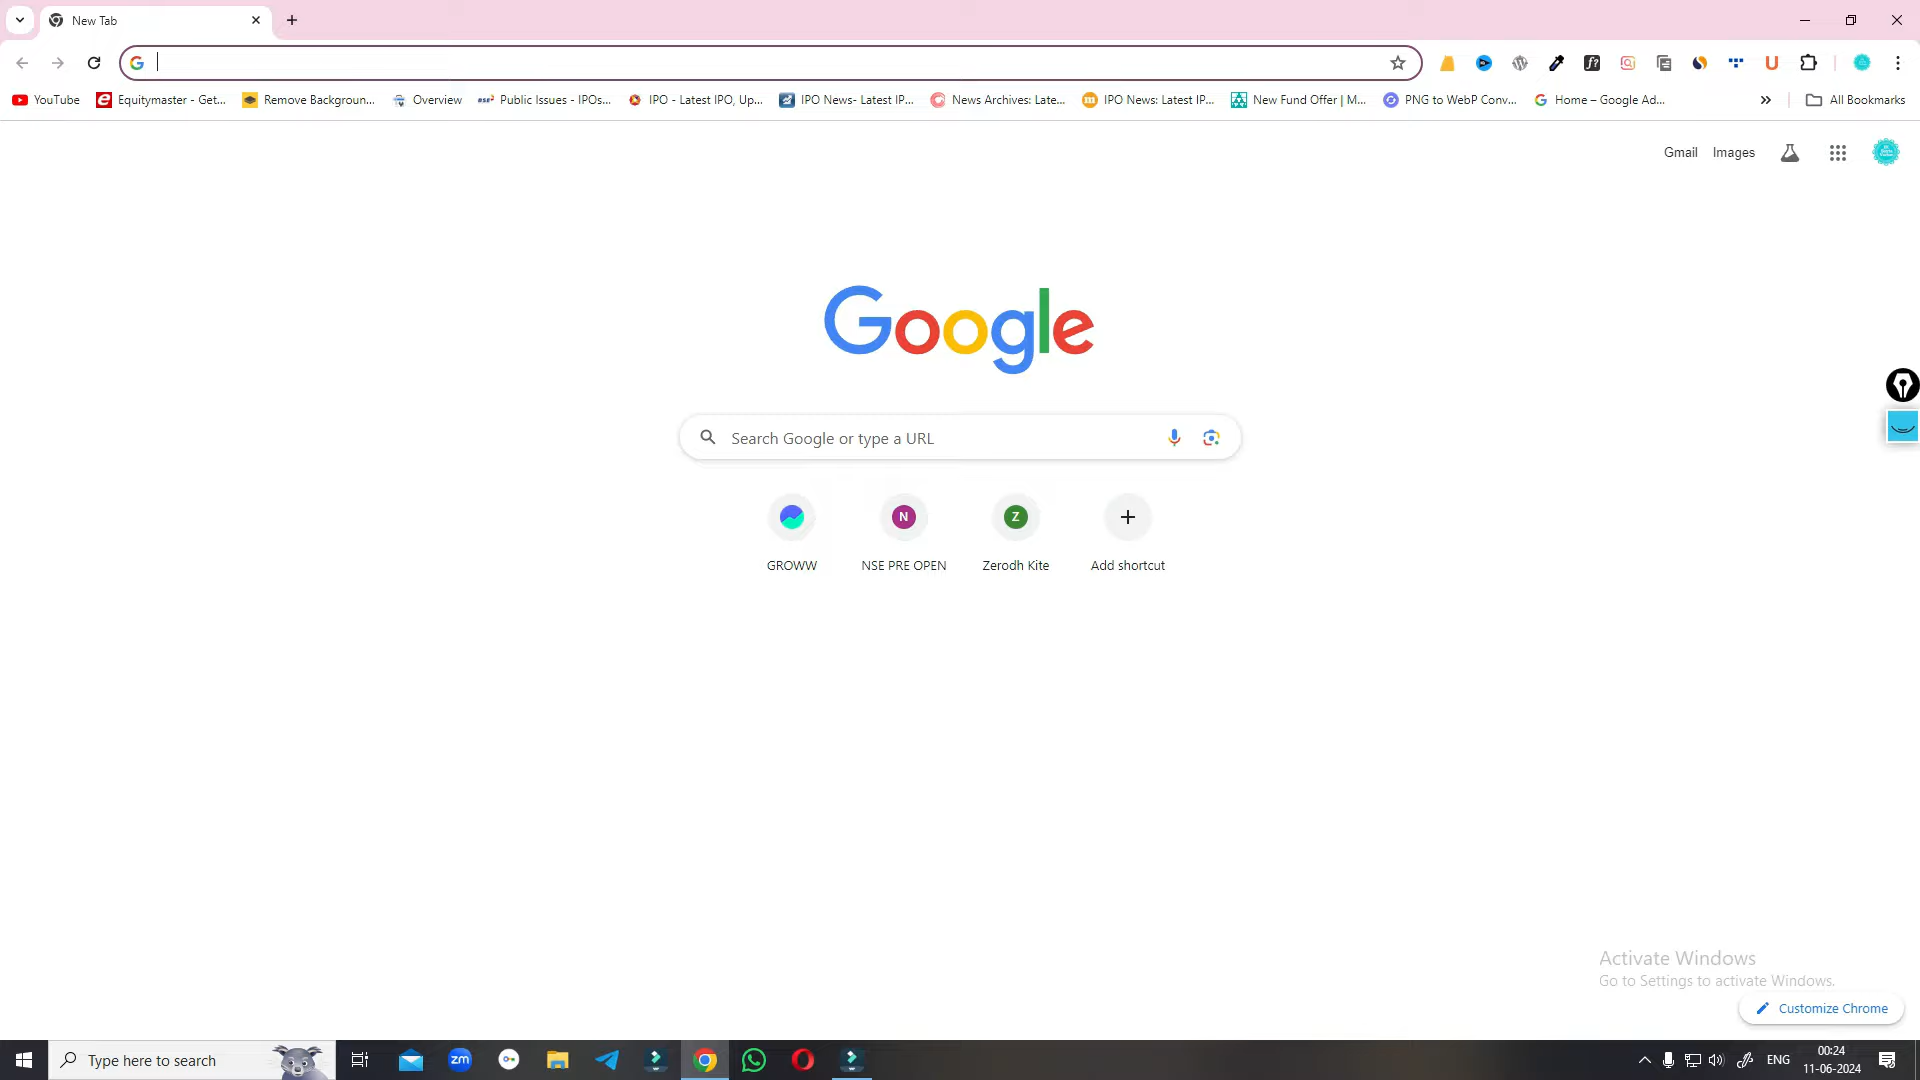 New Tab
YouTube
Equitymaster - Get...
Remove Backgroun...
Overview
Public Issues - IPOs...
IPO - Latest IPO, Up...
IPO News- Latest IP...
News Archives: Late...
IPO News: Latest IP...
New Fund Offer | M...
PNG to WebP Conv...
Home – Google Ad...
All Bookmarks
Gmail
Images
Google
Search Google or type a URL
N
Z
GROWW
NSE PRE OPEN
Zerodh Kite
Add shortcut
Activate Windows
Go to Settings to activate Windows.
Customize Chrome
Type here to search
zm
ENG
00:24
11-06-2024